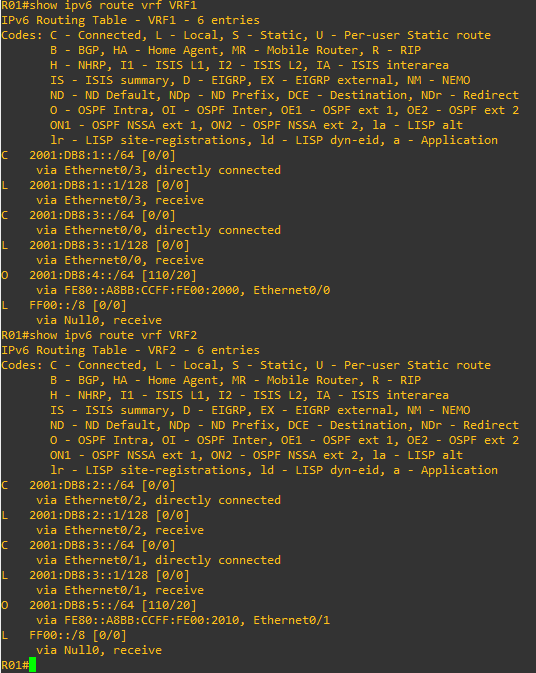 R01#show ipv6 route vrf VRF1
IPv6 Routing Table - VRF1 - 6 entries
Codes: C - Connected, L - Local, S - Static, U - Per-user Static route
       B - BGP, HA - Home Agent, MR - Mobile Router, R - RIP
       H - NHRP, I1 - ISIS L1, I2 - ISIS L2, IA - ISIS interarea
       IS - ISIS summary, D - EIGRP, EX - EIGRP external, NM - NEMO
       ND - ND Default, NDp - ND Prefix, DCE - Destination, NDr - Redirect
       O - OSPF Intra, OI - OSPF Inter, OE1 - OSPF ext 1, OE2 - OSPF ext 2
       ON1 - OSPF NSSA ext 1, ON2 - OSPF NSSA ext 2, la - LISP alt
       lr - LISP site-registrations, ld - LISP dyn-eid, a - Application
C   2001:DB8:1::/64 [0/0]
     via Ethernet0/3, directly connected
L   2001:DB8:1::1/128 [0/0]
     via Ethernet0/3, receive
C   2001:DB8:3::/64 [0/0]
     via Ethernet0/0, directly connected
L   2001:DB8:3::1/128 [0/0]
     via Ethernet0/0, receive
O   2001:DB8:4::/64 [110/20]
     via FE80::A8BB:CCFF:FE00:2000, Ethernet0/0
L   FF00::/8 [0/0]
     via Null0, receive
R01#show ipv6 route vrf VRF2
IPv6 Routing Table - VRF2 - 6 entries
Codes: C - Connected, L - Local, S - Static, U - Per-user Static route
       B - BGP, HA - Home Agent, MR - Mobile Router, R - RIP
       H - NHRP, I1 - ISIS L1, I2 - ISIS L2, IA - ISIS interarea
       IS - ISIS summary, D - EIGRP, EX - EIGRP external, NM - NEMO
       ND - ND Default, NDp - ND Prefix, DCE - Destination, NDr - Redirect
       O - OSPF Intra, OI - OSPF Inter, OE1 - OSPF ext 1, OE2 - OSPF ext 2
       ON1 - OSPF NSSA ext 1, ON2 - OSPF NSSA ext 2, la - LISP alt
       lr - LISP site-registrations, ld - LISP dyn-eid, a - Application
C   2001:DB8:2::/64 [0/0]
     via Ethernet0/2, directly connected
L   2001:DB8:2::1/128 [0/0]
     via Ethernet0/2, receive
C   2001:DB8:3::/64 [0/0]
     via Ethernet0/1, directly connected
L   2001:DB8:3::1/128 [0/0]
     via Ethernet0/1, receive
O   2001:DB8:5::/64 [110/20]
     via FE80::A8BB:CCFF:FE00:2010, Ethernet0/1
L   FF00::/8 [0/0]
     via Null0, receive
R01#